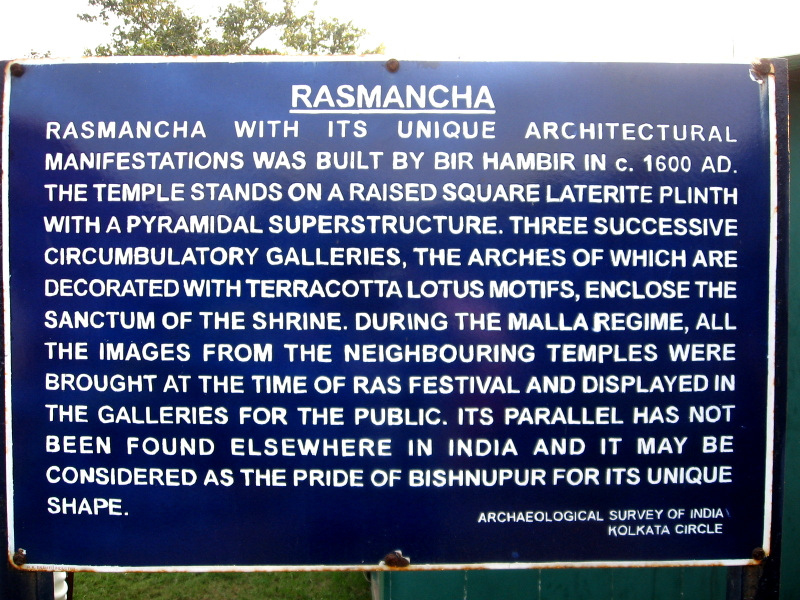 RASMANCHA
RASMANCHA WITH ITS UNIQUE ARCHITECTURAL
MANIFESTATIONS WAS BUILT BY BIR HAMBIR IN c. 1600 AD.
THE TEMPLE STANDS ON A RAISED SQUARE LATERITE PLINTH
WITH A PYRAMIDAL SUPERSTRUCTURE. THREE SUCCESSIVE
CIRCUMBULATORY GALLERIES, THE ARCHES OF WHICH ARE
DECORATED WITH TERRACOTTA LOTUS MOTIFS, ENCLOSE THE
SANCTUM OF THE SHRINE. DURING THE MALLA REGIME, ALL
THE IMAGES FROM THE NEIGHBOURING TEMPLES WERE
BROUGHT AT THE TIME OF RAS FESTIVAL AND DISPLAYED IN
THE GALLERIES FOR THE PUBLIC. ITS PARALLEL HAS NOT
BEEN FOUND ELSEWHERE IN INDIA AND IT MAY BE
CONSIDERED AS THE PRIDE OF BISHNUPUR FOR ITS UNIQUE
SHAPE.
ARCHAEOLOGICAL SURVEY OF INDIA
KOLKATA CIRCLE